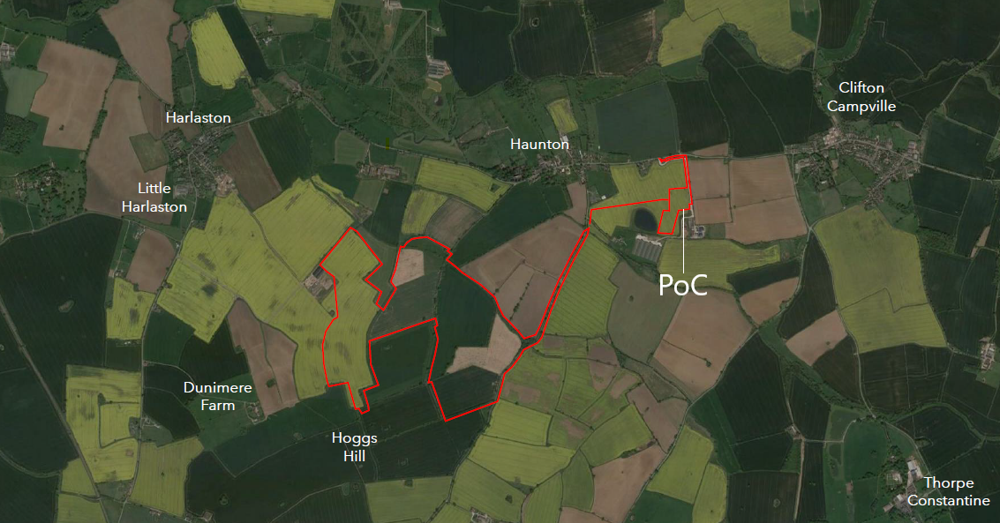 Clifton
Campville
Harlaston
Haunton
Little
Harlaston
PoC
Dunimere
Farm
Hoggs
Hill
Thorpe
Constantine